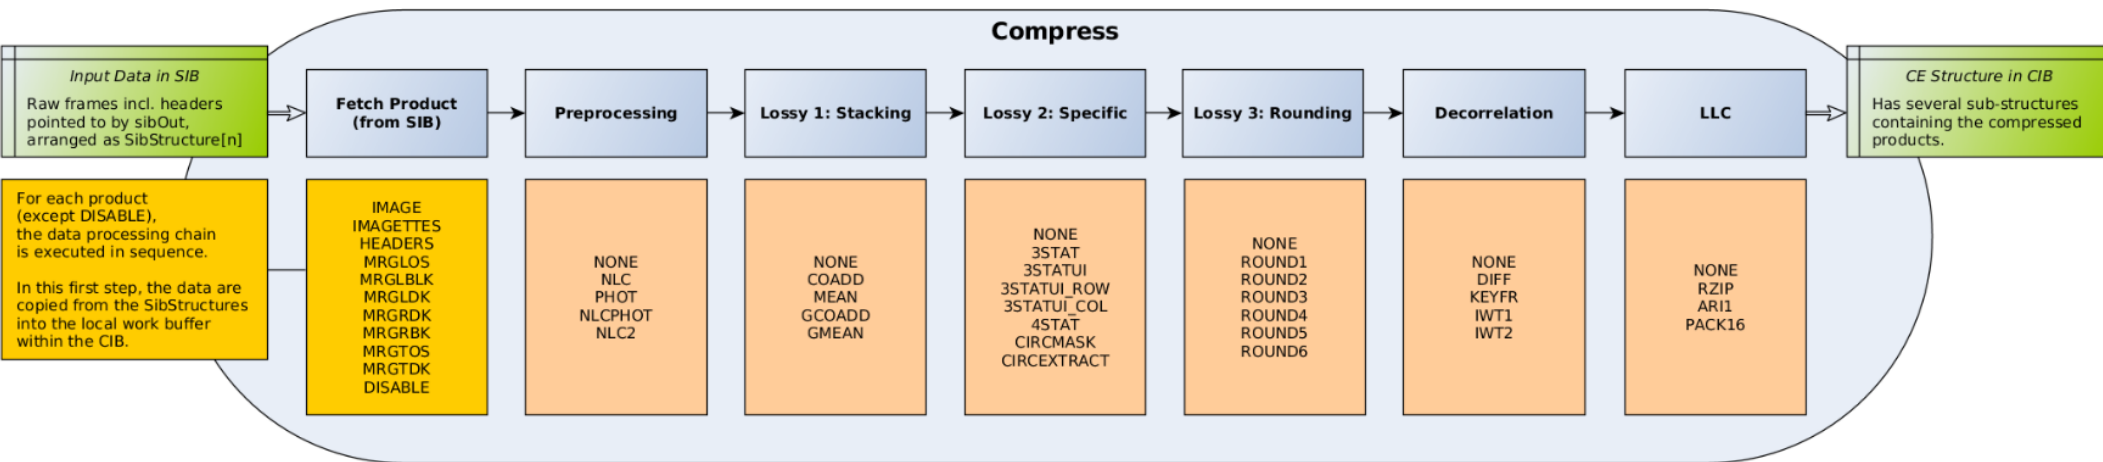 Compress
Input Data in SIB
Raw frames incl. headers
pointed to by sibOut,
arranged as SibStructure[n]
Fetch Product
(from SIB)
Preprocessing
Lossy 1: Stacking
Lossy 2: Specific
Lossy 3: Rounding
Decorrelation
LLC
CE Structure in CIB
Has several sub-structures
containing the compressed
products.
For each product
(except DISABLE),
the data processing chain
is executed in sequence.
In this first step, the data are
copied from the SibStructures
into the local work buffer
within the CIB.
IMAGE
IMAGETTES
HEADERS
MRGLOS
MRGLBLK
MRGLDK
MRGRDK
MRGRBK
MRGTOS
MRGTDK
DISABLE
NONE
NLC
PHOT
NLCPHOT
NLC2
NONE
COADD
MEAN
GCOADD
GMEAN
NONE
3STAT
3STATUI
3STATUI_ROW
3STATUI_COL
4STAT
CIRCMASK
CIRCEXTRACT
NONE
ROUND1
ROUND2
ROUND3
ROUND4
ROUND5
ROUND6
NONE
DIFF
KEYFR
IWT1
IWT2
NONE
RZIP
ARI1
PACK16